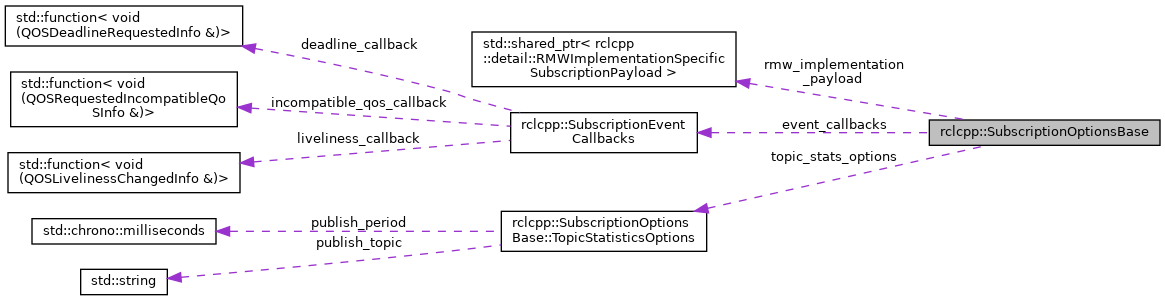 std::function< void
(QOSDeadlineRequestedInfo &)>
deadline_callback
std::shared_ptr< rclcpp
::detail::RMWImplementationSpecific
SubscriptionPayload >
rmw_implementation
_payload
std::function< void
(QOSRequestedIncompatibleQo
SInfo &)>
incompatible_qos_callback
rclcpp::SubscriptionEvent
Callbacks
event_callbacks
rclcpp::SubscriptionOptionsBase
liveliness_callback
std::function< void
(QOSLivelinessChangedInfo &)>
topic_stats_options
std::chrono::milliseconds
publish_period
rclcpp::SubscriptionOptions
Base::TopicStatisticsOptions
publish_topic
std::string